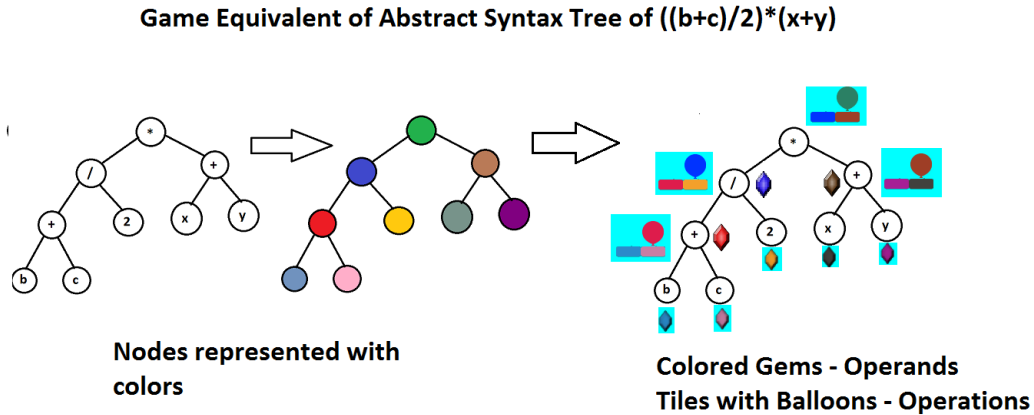 Game Equivalent of Abstract Syntax Tree of ((b+c)/2)*(x+y)
(
*
/
+
+
2
x
y
b
c
*
/
+
+
2
x
y
b
c
Nodes represented with
colors
Colored Gems - Operands
Tiles with Balloons - Operations